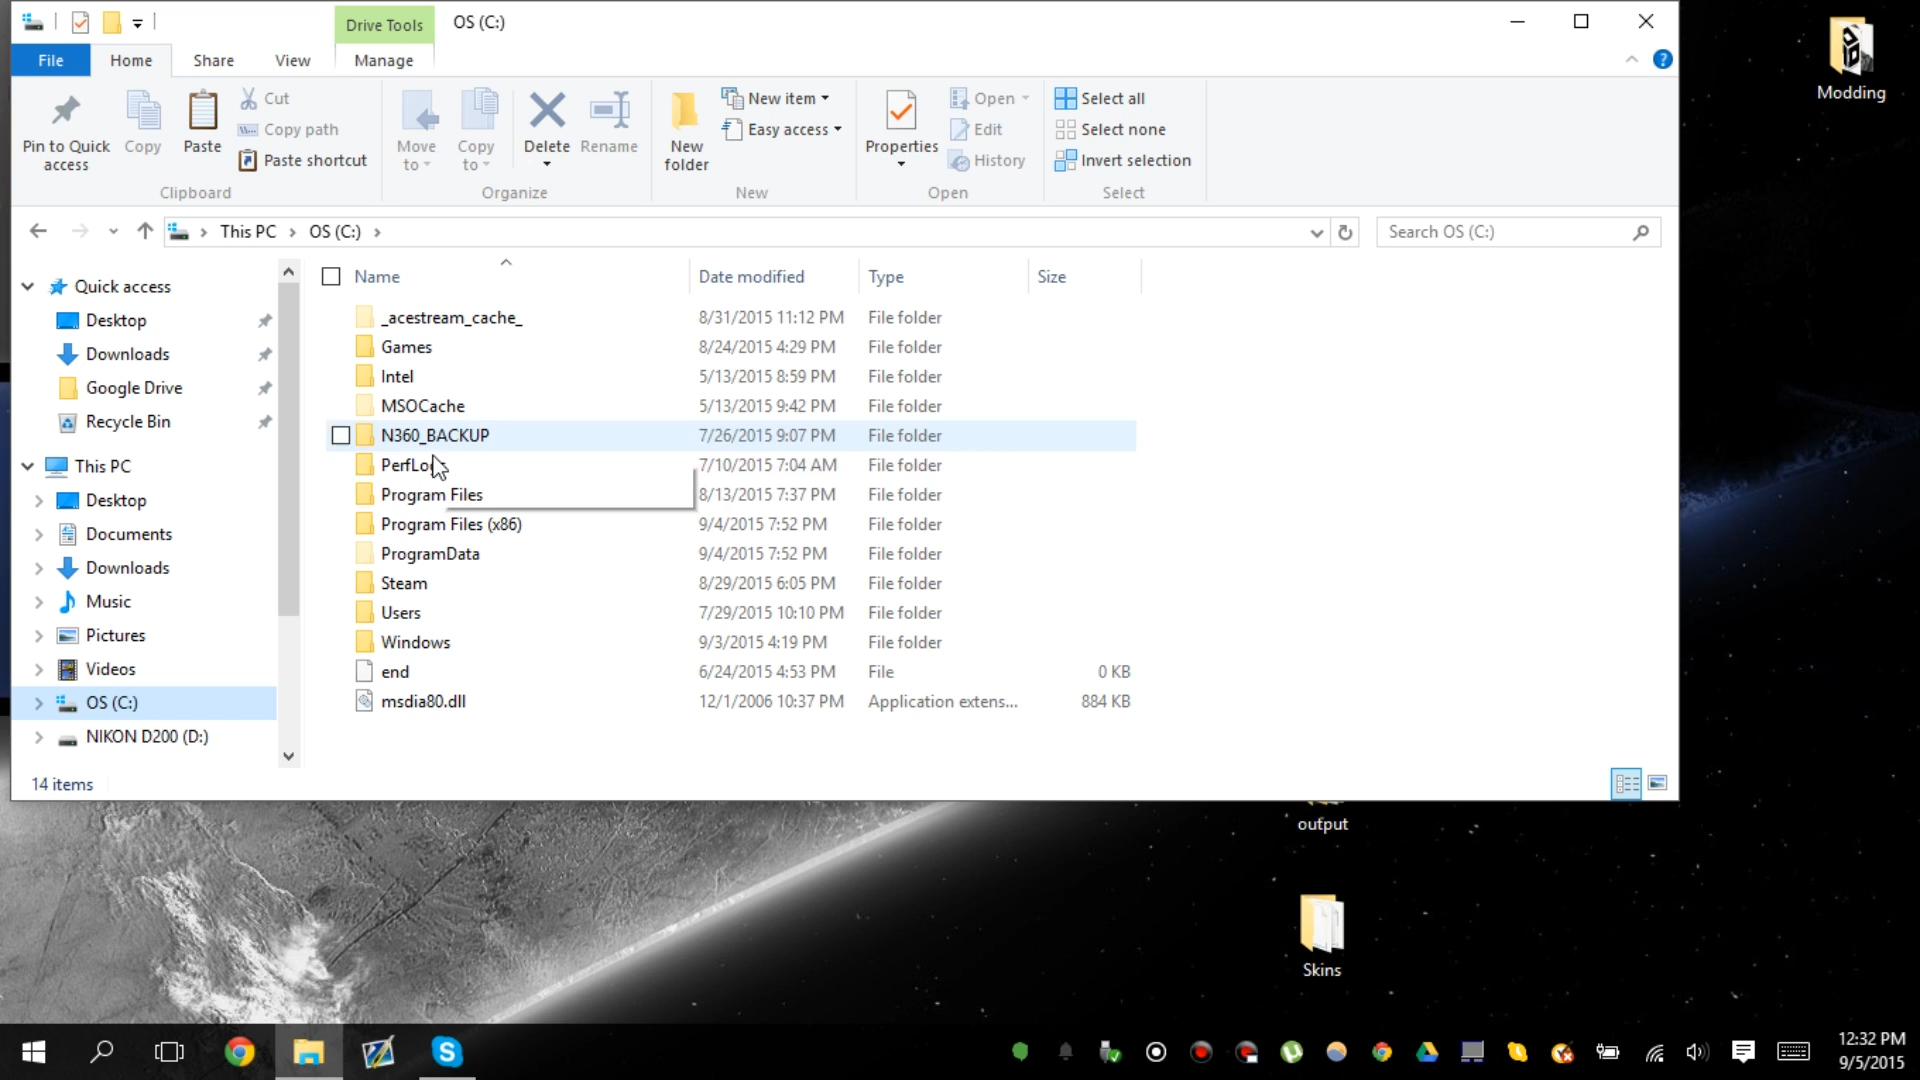 Drive Tools
OS (C:)
File
Home
Share
View
Manage
Pin to Quick access
Copy
Paste
Cut
Copy path
Paste shortcut
Clipboard
Move to
Copy to
Delete
Rename
Organize
New folder
New item
Easy access
New
Properties
Open
Edit
History
Open
Select all
Select none
Invert selection
Select
This PC
OS (C:)
Search OS (C:)
Quick access
Desktop
Downloads
Google Drive
Recycle Bin
This PC
Desktop
Documents
Downloads
Music
Pictures
Videos
OS (C:)
NIKON D200 (D:)
Name Date modified Type Size
_acestream_cache_ 8/31/2015 11:12 PM File folder
Games 8/24/2015 4:29 PM File folder
Intel 5/13/2015 8:59 PM File folder
MSOCache 5/13/2015 9:42 PM File folder
N360_BACKUP 7/26/2015 9:07 PM File folder
7/10/2015 7:04 AM File folder
Program Files 8/13/2015 7:37 PM File folder
Program Files (x86) 9/4/2015 7:52 PM File folder
ProgramData 9/4/2015 7:52 PM File folder
Steam 8/29/2015 6:05 PM File folder
Users 7/29/2015 10:10 PM File folder
Windows 9/3/2015 4:19 PM File folder
end 6/24/2015 4:53 PM File 0 KB
msdia80.dll 12/1/2006 10:37 PM Application extens... 884 KB
14 items
Modding
output
Skins
12:32 PM
9/5/2015